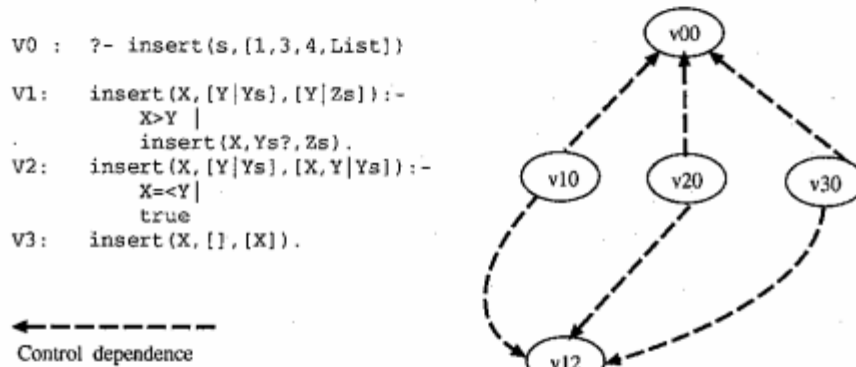 V0 : ?- insert(s,[1,3,4,List])
V1: insert(X,[Y|Ys],[Y|Zs]):-
X>Y |
insert(X,Ys?,Zs).
V2: insert(X,[Y|Ys],[X,Y|Ys]):-
X=<Y|
true
V3: insert(X,[],[X]).
Control dependence
v00
v10
v20
v30
v12